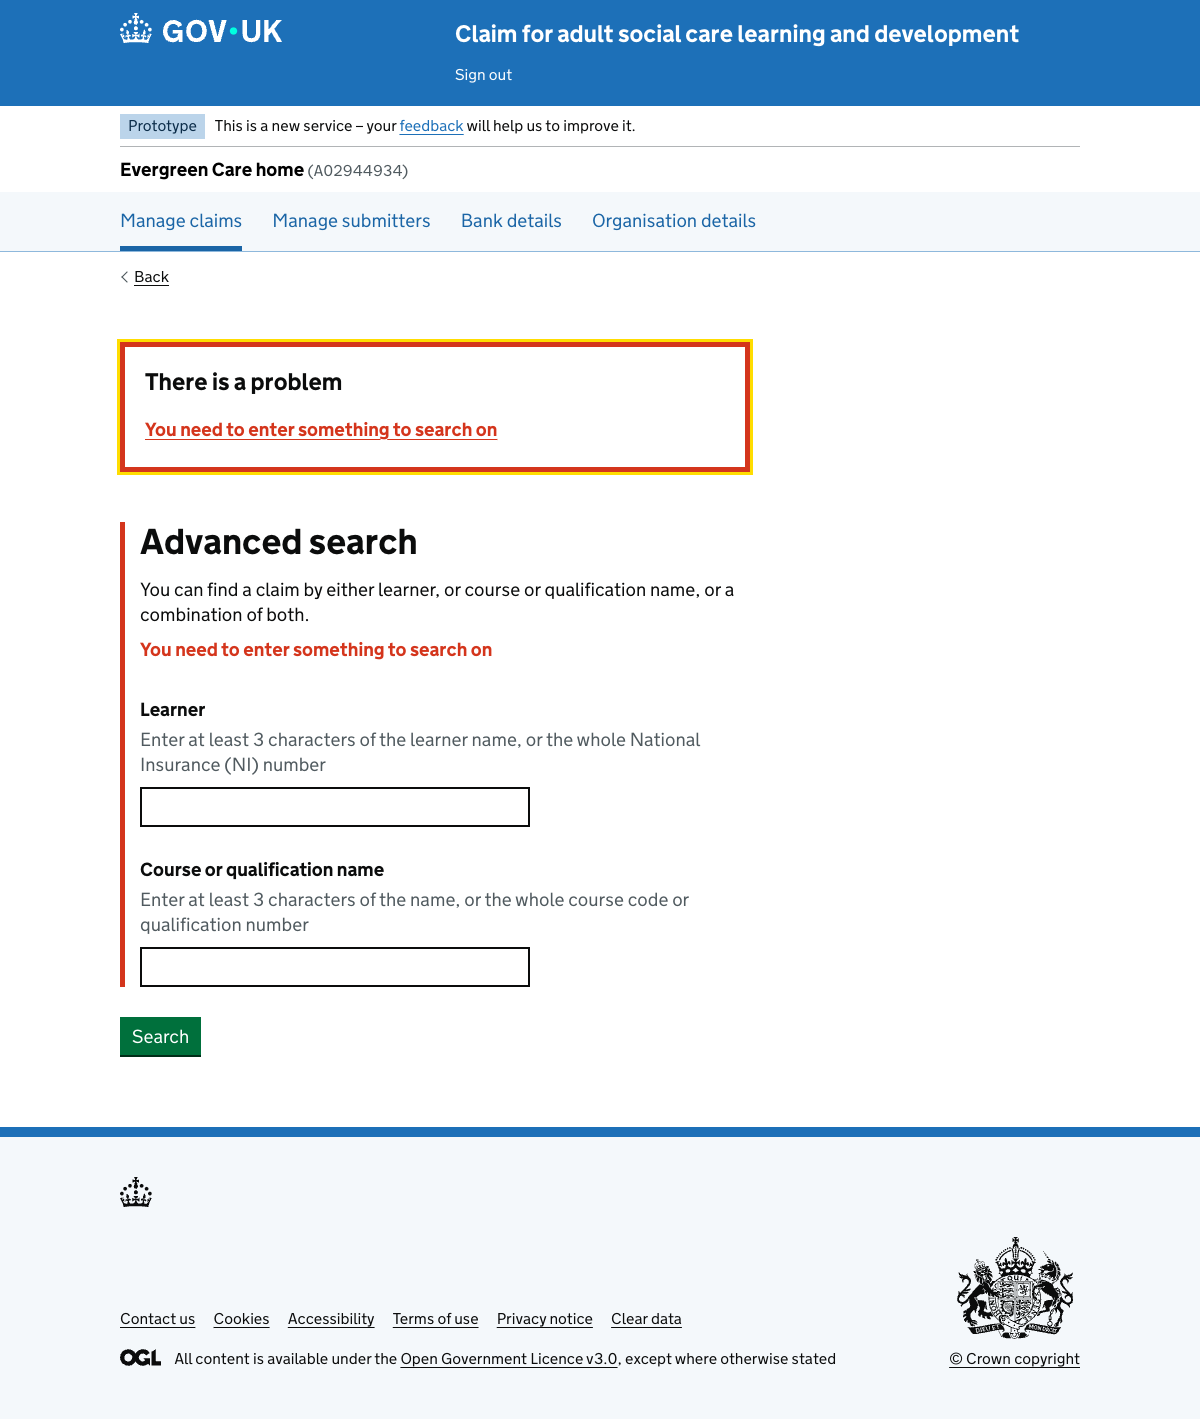 GOV·UK
Claim for adult social care learning and development
Sign out
Prototype This is a new service – your feedback will help us to improve it.
Evergreen Care home (A02944934)
Manage claims Manage submitters Bank details Organisation details
Back
There is a problem
You need to enter something to search on
Advanced search
You can find a claim by either learner, or course or qualification name, or a
combination of both.
You need to enter something to search on
Learner
Enter at least 3 characters of the learner name, or the whole National
Insurance (NI) number
Course or qualification name
Enter at least 3 characters of the name, or the whole course code or
qualification number
Search
Contact us Cookies Accessibility Terms of use Privacy notice Clear data
OGL All content is available under the Open Government Licence v3.0, except where otherwise stated
© Crown copyright